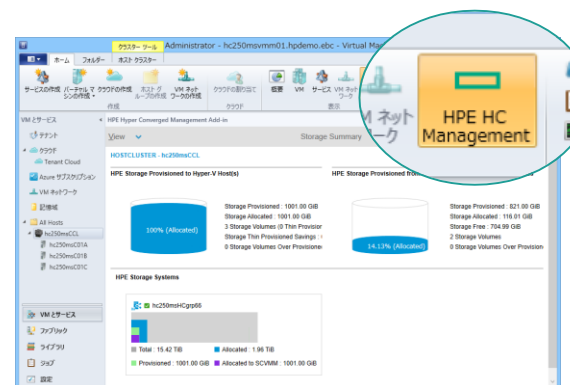 クラスター ツール Administrator - hc250msvmm01.hpdemo.ebc - Virtual Ma
ホーム フォルダー ホスト クラスター
サービスの作成 バーチャル マシンの作成 クラウドの作成 ホスト グループの作成 VM ネットワークの作成 クラウドの割り当て 概要 VM サービス VM ネットワーク
作成 クラウド 表示
M ネット
ーク
HPE HC
Management
VM とサービス
テナント
クラウド
Tenant Cloud
Azure サブスクリプション
VM ネットワーク
記憶域
All Hosts
hc250msCCL
hc250msC01A
hc250msC01B
hc250msC01C
VM とサービス
ファブリック
ライブラリ
ジョブ
設定
HPE Hyper Converged Management Add-in
View Storage Summary
HOSTCLUSTER - hc250msCCL
HPE Storage Provisioned to Hyper-V Host(s)
100% (Allocated)
Storage Provisioned : 1001.00 GiB
Storage Allocated : 1001.00 GiB
3 Storage Volumes (0 Thin Provision
Storage Thin Provisioned Savings :
0 Storage Volumes Over Provisione
HPE Storage Provisioned from
14.13% (Allocated)
Storage Provisioned : 821.00 GiB
Storage Allocated : 116.01 GiB
Storage Free : 704.99 GiB
2 Storage Volumes
0 Storage Volumes Over Provision
HPE Storage Systems
hc250msHCgrp66
Total : 15.42 TiB Allocated : 1.96 TiB
Provisioned : 1001.00 GiB Allocated to SCVMM : 1001.00 GiB